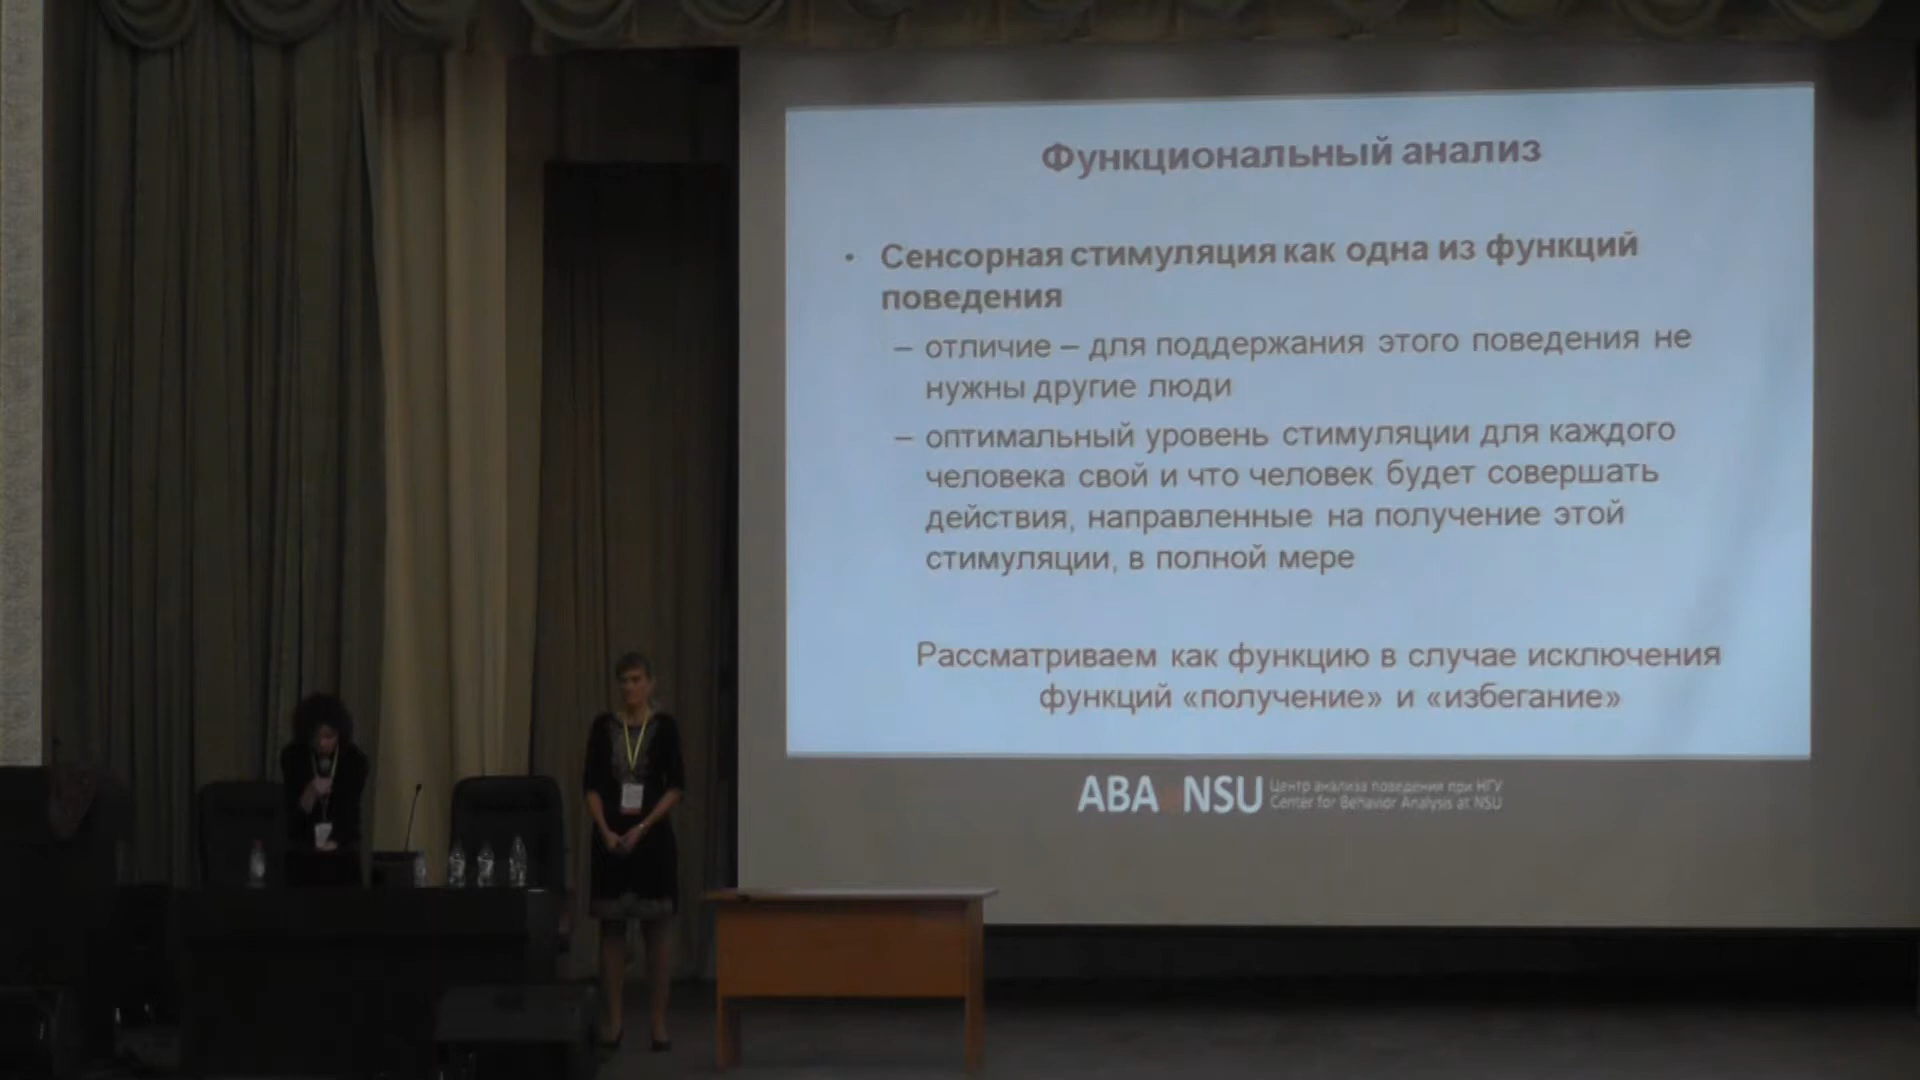 Функциональный анализ
• Сенсорная стимуляция как одна из функций
поведения
– отличие – для поддержания этого поведения не
нужны другие люди
– оптимальный уровень стимуляции для каждого
человека свой и что человек будет совершать
действия, направленные на получение этой
стимуляции, в полной мере
Рассматриваем как функцию в случае исключения
функций «получение» и «избегание»
ABA NSU
Центр анализа поведения при НГУ
Center for Behavior Analysis at NSU